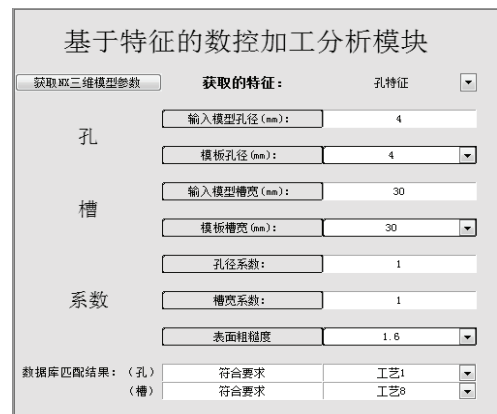 基于特征的数控加工分析模块
获取NX三维模型参数 获取的特征: 孔特征
孔
输入模型孔径(mm): 4
模板孔径(mm): 4
槽
输入模型槽宽(mm): 30
模板槽宽(mm): 30
系数
孔径系数: 1
槽宽系数: 1
表面粗糙度 1.6
数据库匹配结果: (孔) 符合要求 工艺1
(槽) 符合要求 工艺8